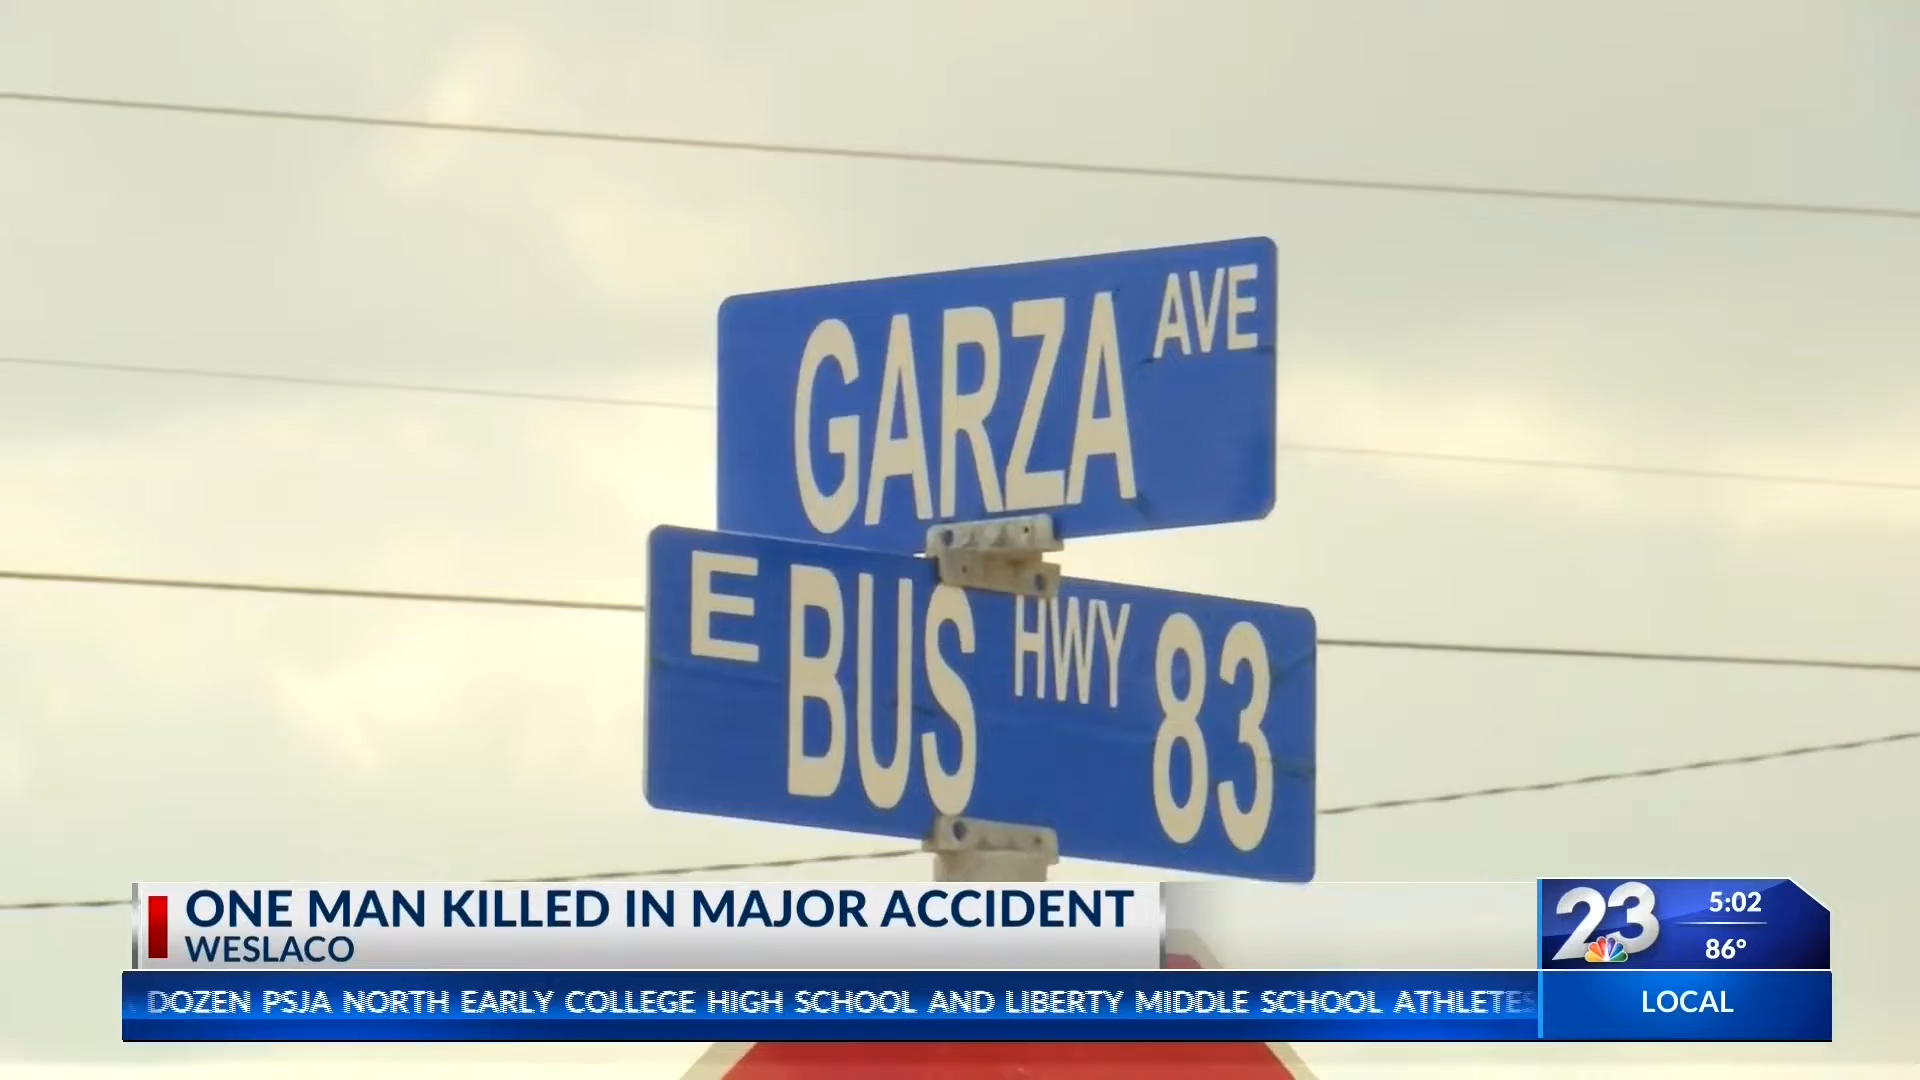 GARZA AVE
E BUS HWY 83
ONE MAN KILLED IN MAJOR ACCIDENT
WESLACO
23
5:02
86°
DOZEN PSJA NORTH EARLY COLLEGE HIGH SCHOOL AND LIBERTY MIDDLE SCHOOL ATHLETES
LOCAL